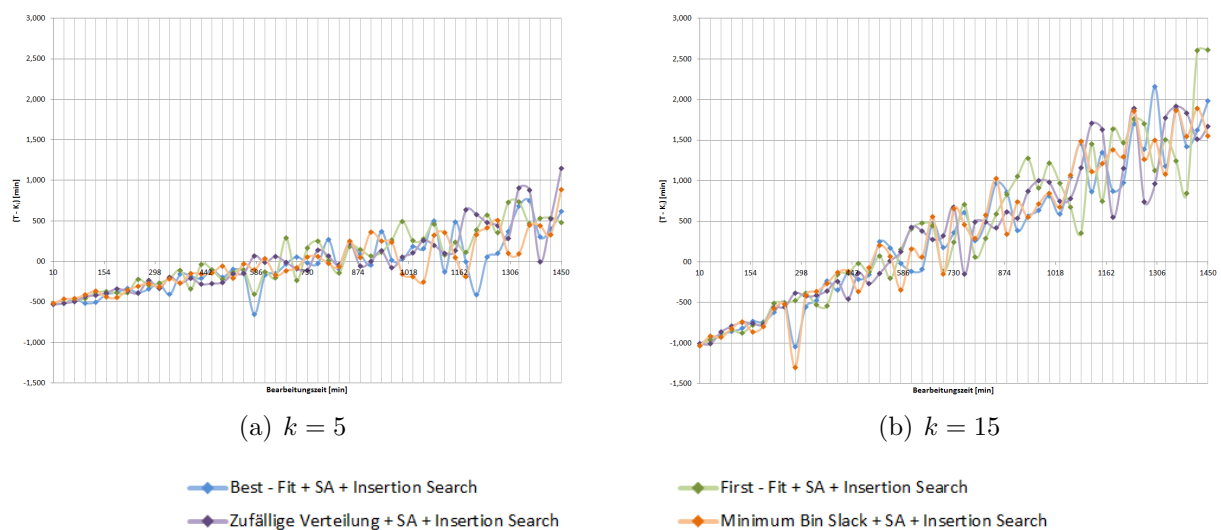 3,000
2,500
2,000
1,500
1,000
500
00
-500
-1,000
-1,500
(T - Kⱼ) [min]
10 154 298 442 586 730 874 1018 1162 1306 1450
Bearbeitungszeit [min]
(a) k = 5
3,000
2,500
2,000
1,500
1,000
500
00
-500
-1,000
-1,500
(T - Kⱼ) [min]
10 154 298 442 586 730 874 1018 1162 1306 1450
Bearbeitungszeit [min]
(b) k = 15
Best - Fit + SA + Insertion Search
First - Fit + SA + Insertion Search
Zufällige Verteilung + SA + Insertion Search
Minimum Bin Slack + SA + Insertion Search